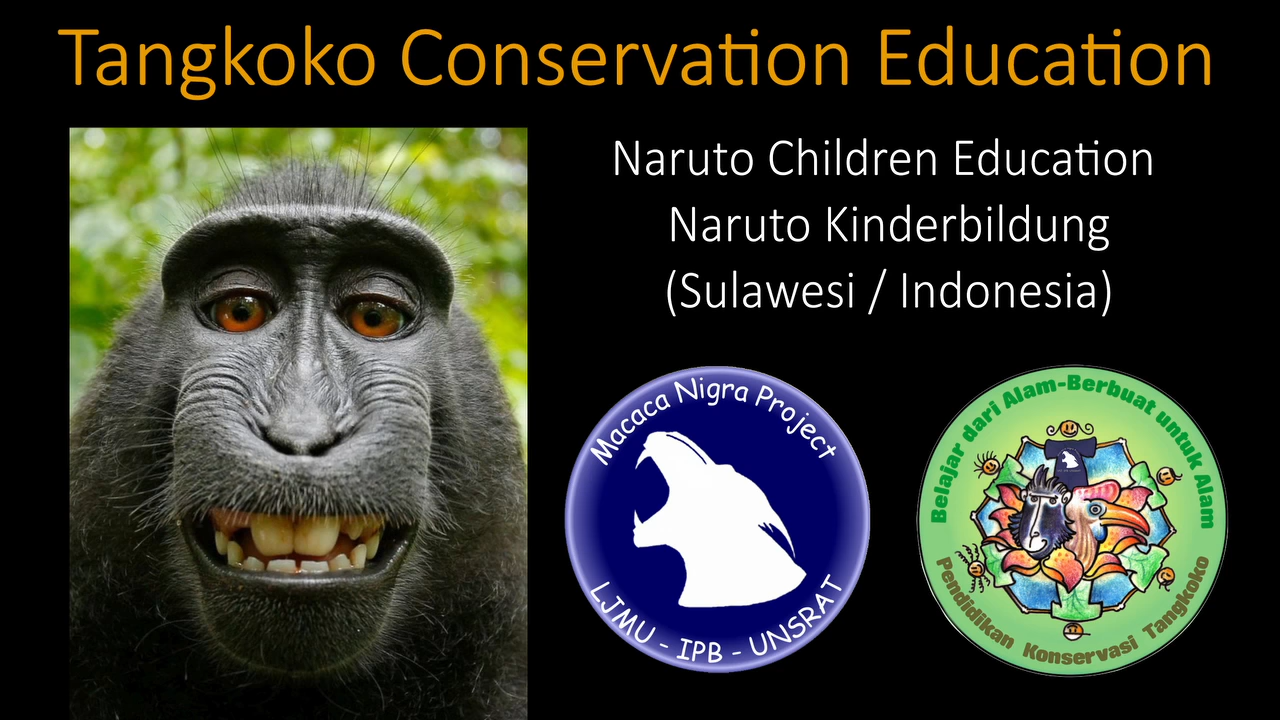 Tangkoko Conservation Education
Naruto Children Education
Naruto Kinderbildung
(Sulawesi / Indonesia)
Macaca Nigra Project
LJMU - IPB - UNSRAT
Belajar dari Alam-Berbuat untuk Alam
Pendidikan Konservasi Tangkoko